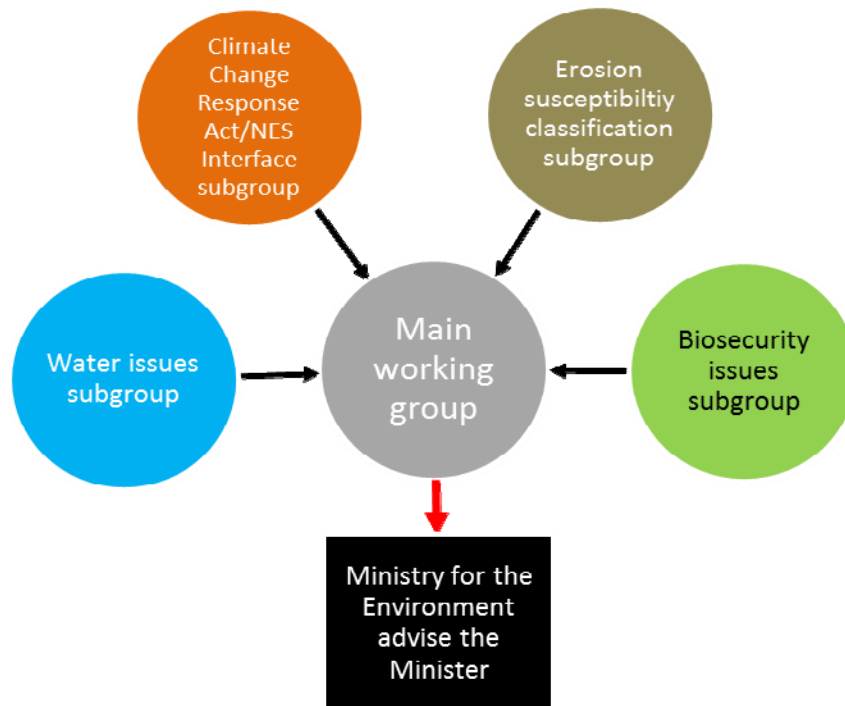 Climate
Change
Response
Act/NES
Interface
subgroup
Erosion
susceptibiltiy
classification
subgroup
Water issues
subgroup
Main
working
group
Biosecurity
issues
subgroup
Ministry for the
Environment
advise the
Minister